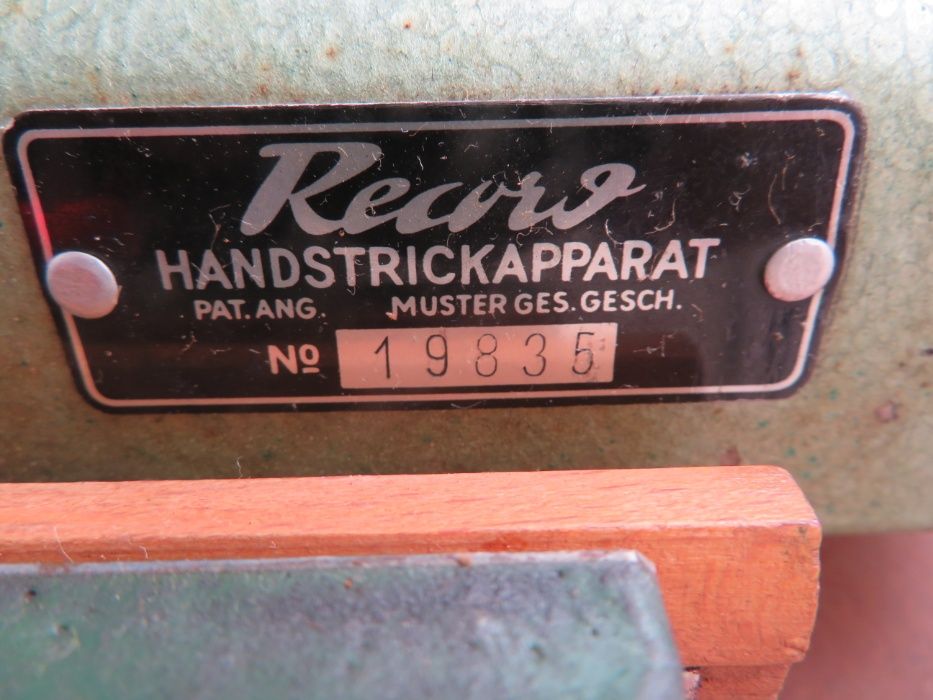 Record
HANDSTRICKAPPARAT
PAT. ANG. MUSTER GES. GESCH.
Nº 19835